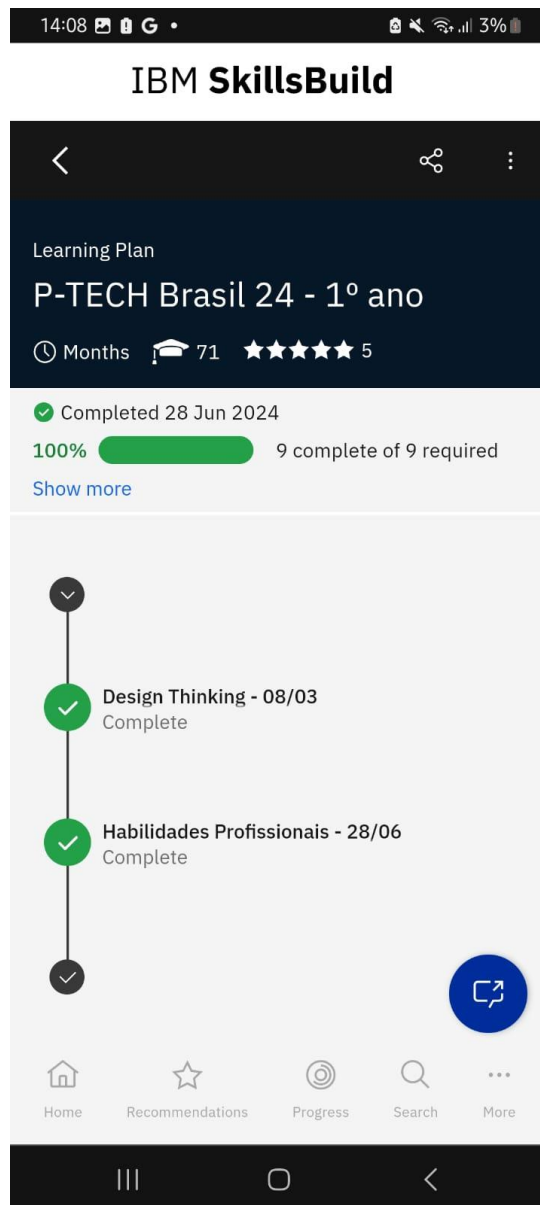 14:08 G • 3%
IBM SkillsBuild
Learning Plan
P-TECH Brasil 24 - 1º ano
Months 71 ★★★★★ 5
Completed 28 Jun 2024
100% 9 complete of 9 required
Show more
Design Thinking - 08/03
Complete
Habilidades Profissionais - 28/06
Complete
Home Recommendations Progress Search More